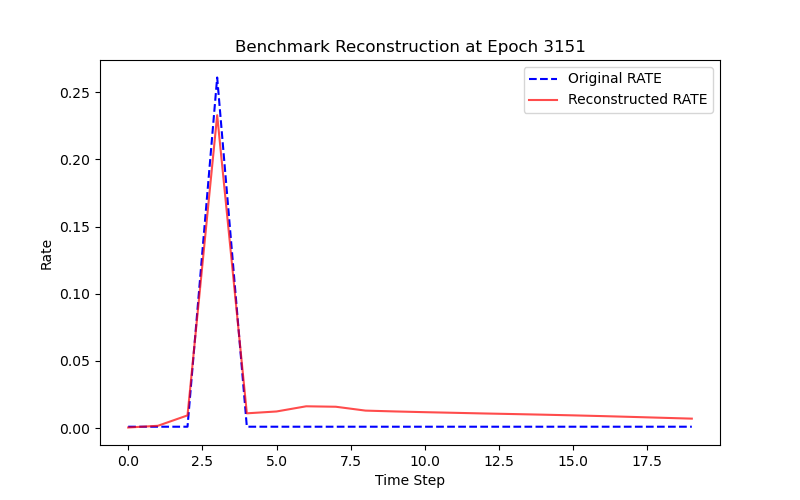 Benchmark Reconstruction at Epoch 3151
Original RATE
Reconstructed RATE
0.25
0.20
0.15
0.10
0.05
0.00
Rate
0.0 2.5 5.0 7.5 10.0 12.5 15.0 17.5
Time Step